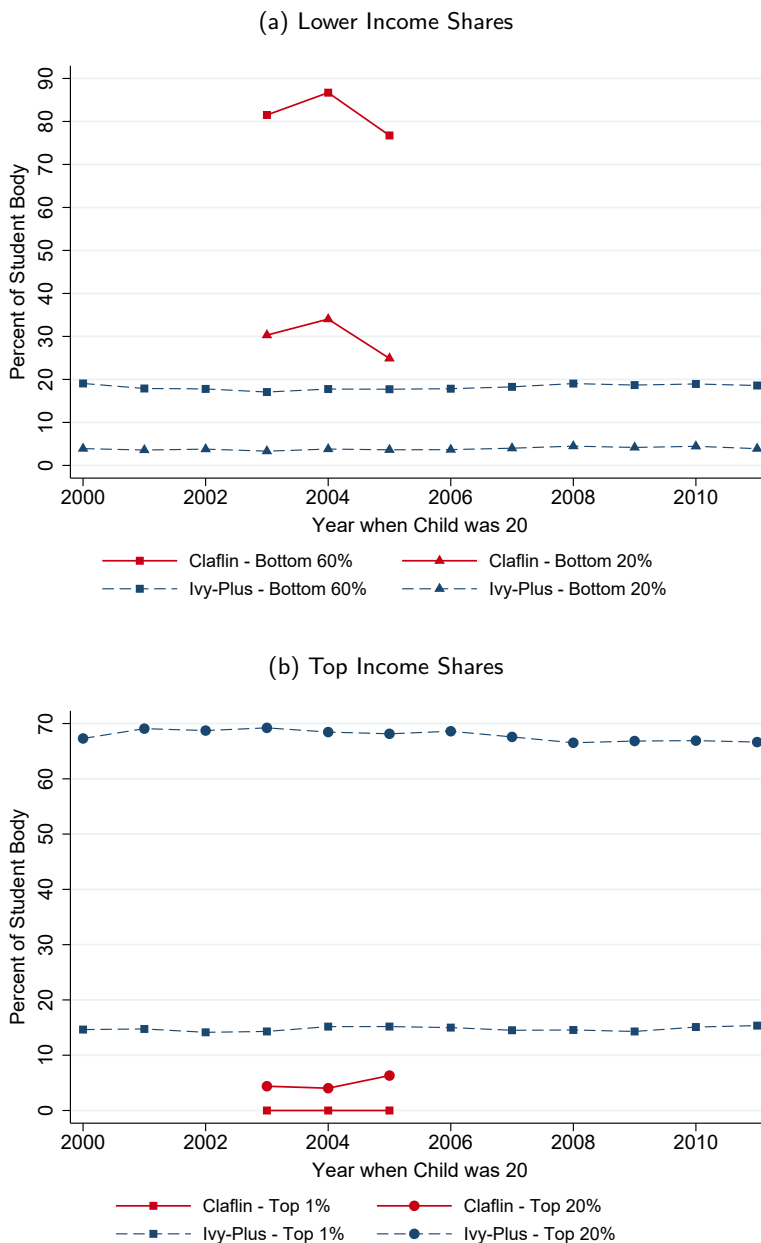 (a) Lower Income Shares
Percent of Student Body
90
80
70
60
50
40
30
20
10
0
2000 2002 2004 2006 2008 2010
Year when Child was 20
Claflin - Bottom 60% Claflin - Bottom 20%
Ivy-Plus - Bottom 60% Ivy-Plus - Bottom 20%
(b) Top Income Shares
Percent of Student Body
70
60
50
40
30
20
10
0
2000 2002 2004 2006 2008 2010
Year when Child was 20
Claflin - Top 1% Claflin - Top 20%
Ivy-Plus - Top 1% Ivy-Plus - Top 20%